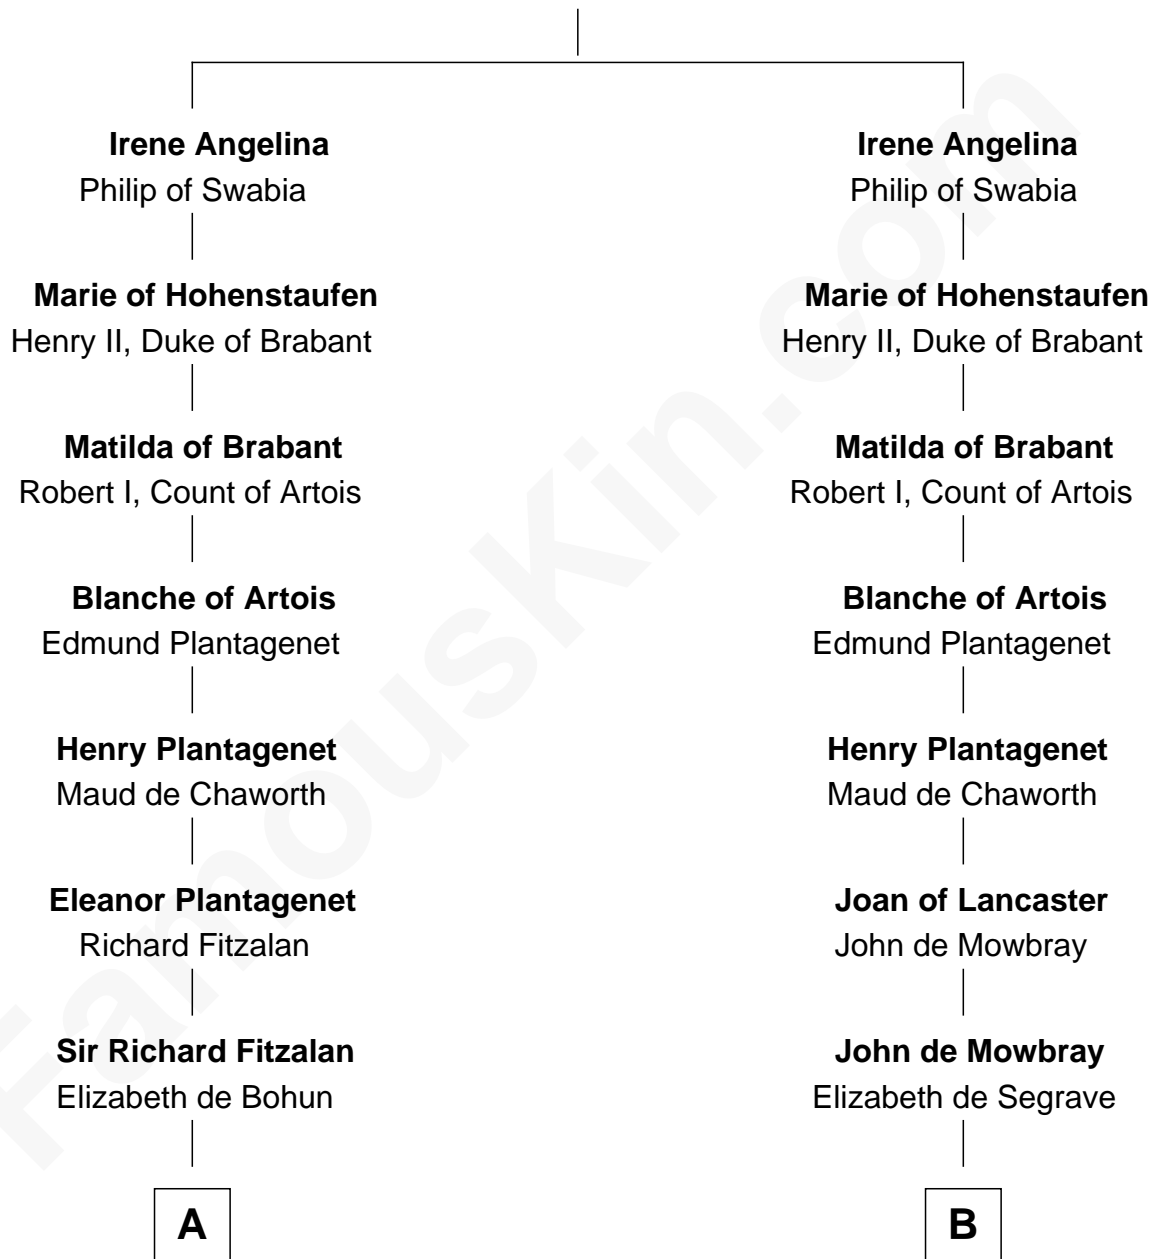 Irene Angelina
Philip of Swabia
Marie of Hohenstaufen
Henry II, Duke of Brabant
Matilda of Brabant
Robert I, Count of Artois
Blanche of Artois
Edmund Plantagenet
Henry Plantagenet
Maud de Chaworth
Eleanor Plantagenet
Richard Fitzalan
Sir Richard Fitzalan
Elizabeth de Bohun
A
Irene Angelina
Philip of Swabia
Marie of Hohenstaufen
Henry II, Duke of Brabant
Matilda of Brabant
Robert I, Count of Artois
Blanche of Artois
Edmund Plantagenet
Henry Plantagenet
Maud de Chaworth
Joan of Lancaster
John de Mowbray
John de Mowbray
Elizabeth de Segrave
B
FamousKin.com